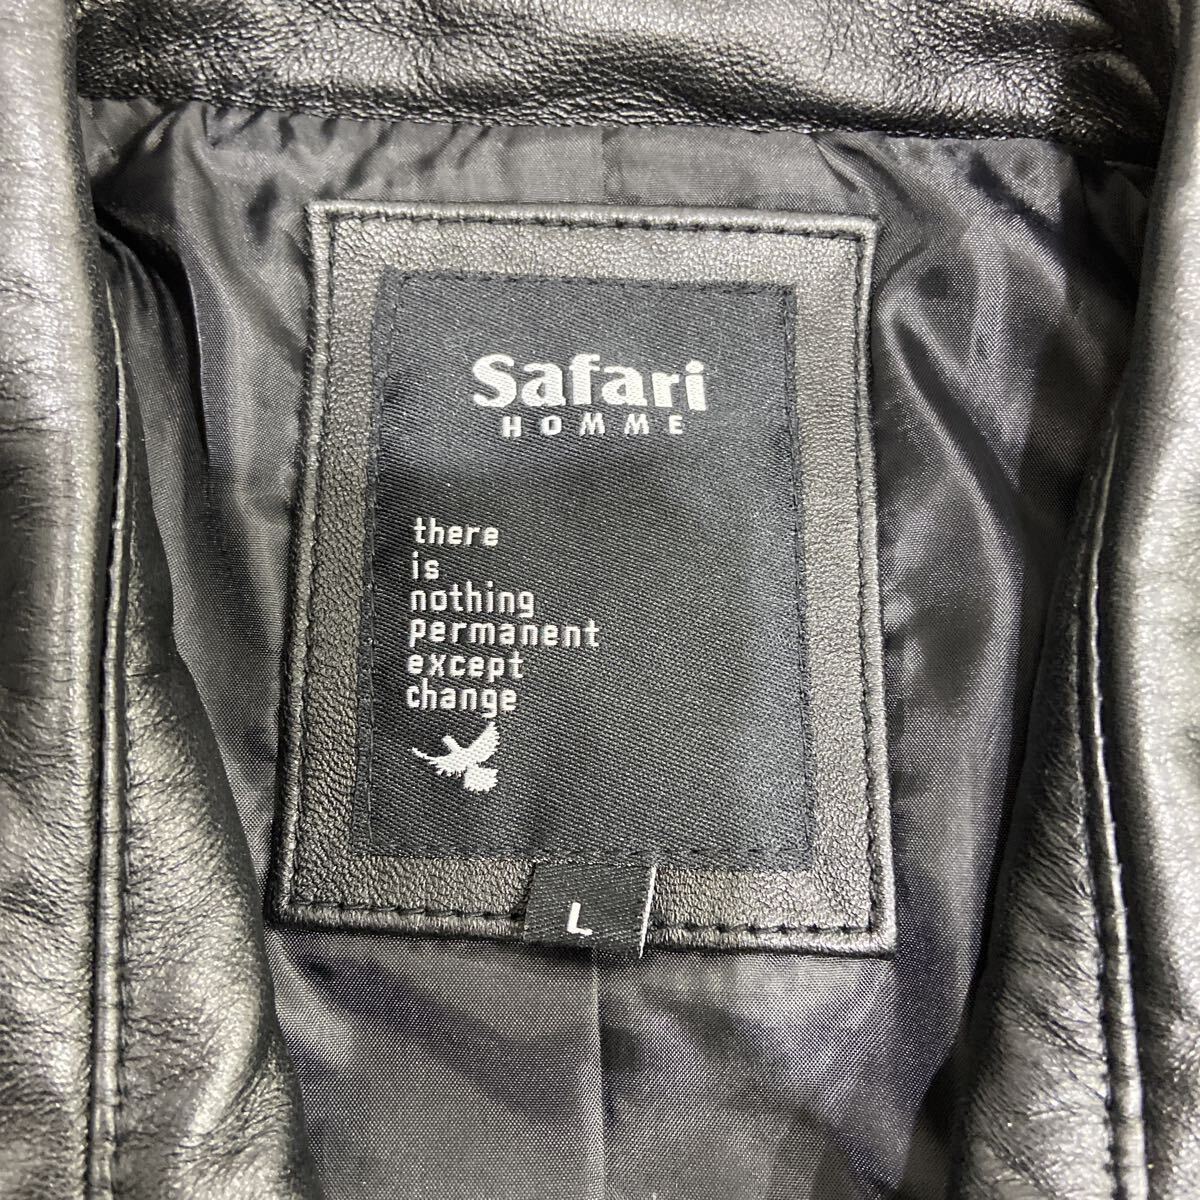 Safari
HOMME
there
is
nothing
permanent
except
change
L